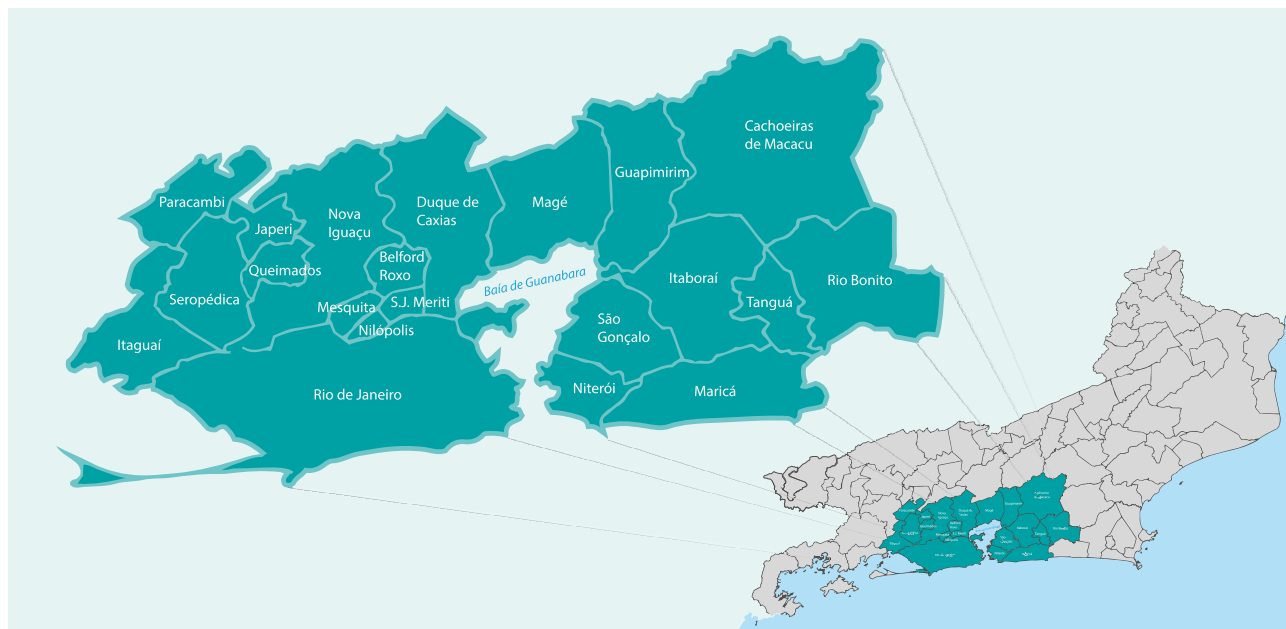 Cachoeiras
de Macacu
Guapimirim
Paracambi
Nova
Iguaçu
Duque de
Caxias
Magé
Japeri
Belford
Roxo
Queimados
Baía de Guanabara
Itaboraí
Rio Bonito
Seropédica
Mesquita
S.J. Meriti
Tanguá
Nilópolis
São
Gonçalo
Itaguaí
Rio de Janeiro
Niterói
Maricá